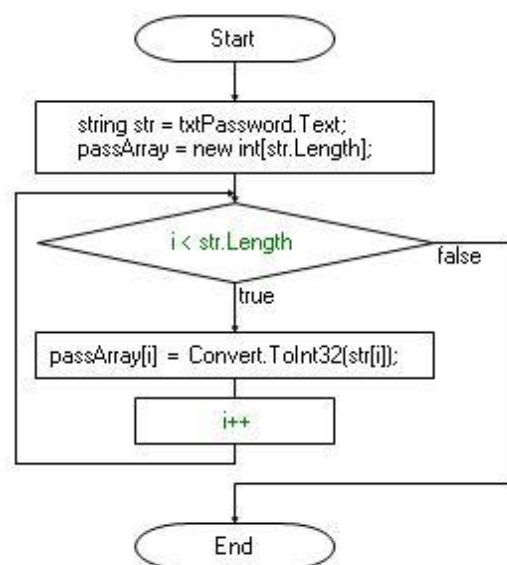 Start
string str = txtPassword.Text;
passArray = new int[str.Length];
i < str.Length
false
true
passArray[i] = Convert.ToInt32(str[i]);
i++
End